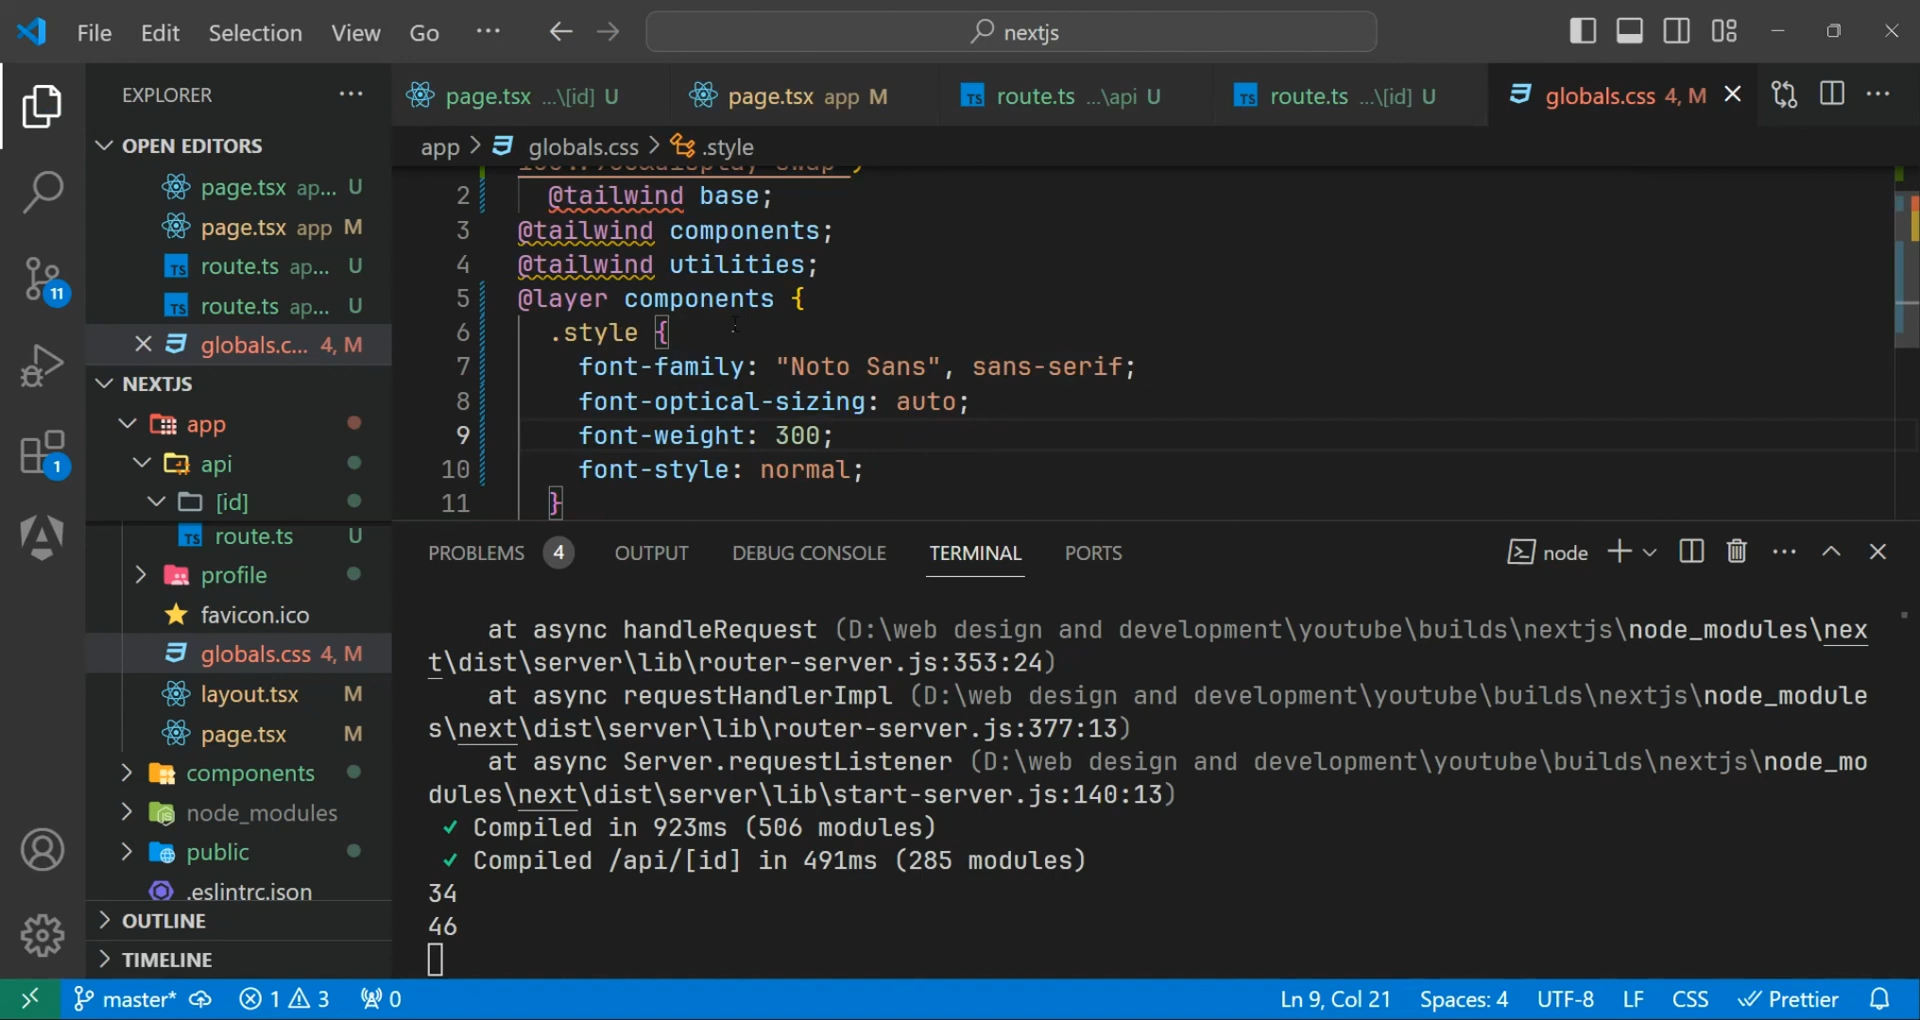 File Edit Selection View Go ... nextjs
EXPLORER ...
page.tsx ...\[id] U page.tsx app M route.ts ...\api U route.ts ...\[id] U globals.css 4, M ...
OPEN EDITORS
page.tsx ap... U
page.tsx app M
route.ts ap... U
route.ts ap... U
globals.c... 4, M
NEXTJS
app
api
[id]
route.ts U
profile
favicon.ico
globals.css 4, M
layout.tsx M
page.tsx M
components
node_modules
public
.eslintrc.json
OUTLINE
TIMELINE
11
1
app > globals.css > .style
2 @tailwind base;
3 @tailwind components;
4 @tailwind utilities;
5 @layer components {
6 .style {
7 font-family: "Noto Sans", sans-serif;
8 font-optical-sizing: auto;
9 font-weight: 300;
10 font-style: normal;
11 }
PROBLEMS 4 OUTPUT DEBUG CONSOLE TERMINAL PORTS node ...
at async handleRequest (D:\web design and development\youtube\builds\nextjs\node_modules\nex
t\dist\server\lib\router-server.js:353:24)
at async requestHandlerImpl (D:\web design and development\youtube\builds\nextjs\node_module
s\next\dist\server\lib\router-server.js:377:13)
at async Server.requestListener (D:\web design and development\youtube\builds\nextjs\node_mo
dules\next\dist\server\lib\start-server.js:140:13)
✓ Compiled in 923ms (506 modules)
✓ Compiled /api/[id] in 491ms (285 modules)
34
46
master* 1 3 0 Ln 9, Col 21 Spaces: 4 UTF-8 LF CSS Prettier